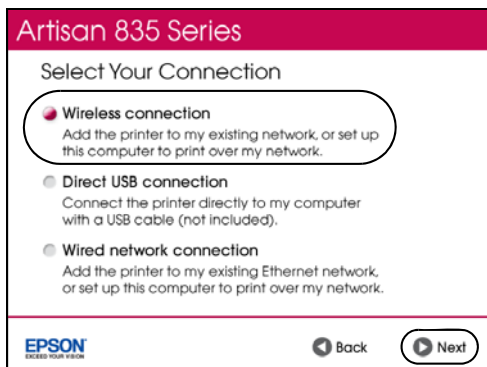 Artisan 835 Series
Select Your Connection
Wireless connection
Add the printer to my existing network, or set up
this computer to print over my network.
Direct USB connection
Connect the printer directly to my computer
with a USB cable (not included).
Wired network connection
Add the printer to my existing Ethernet network,
or set up this computer to print over my network.
EPSON
EXCEED YOUR VISION
Back
Next